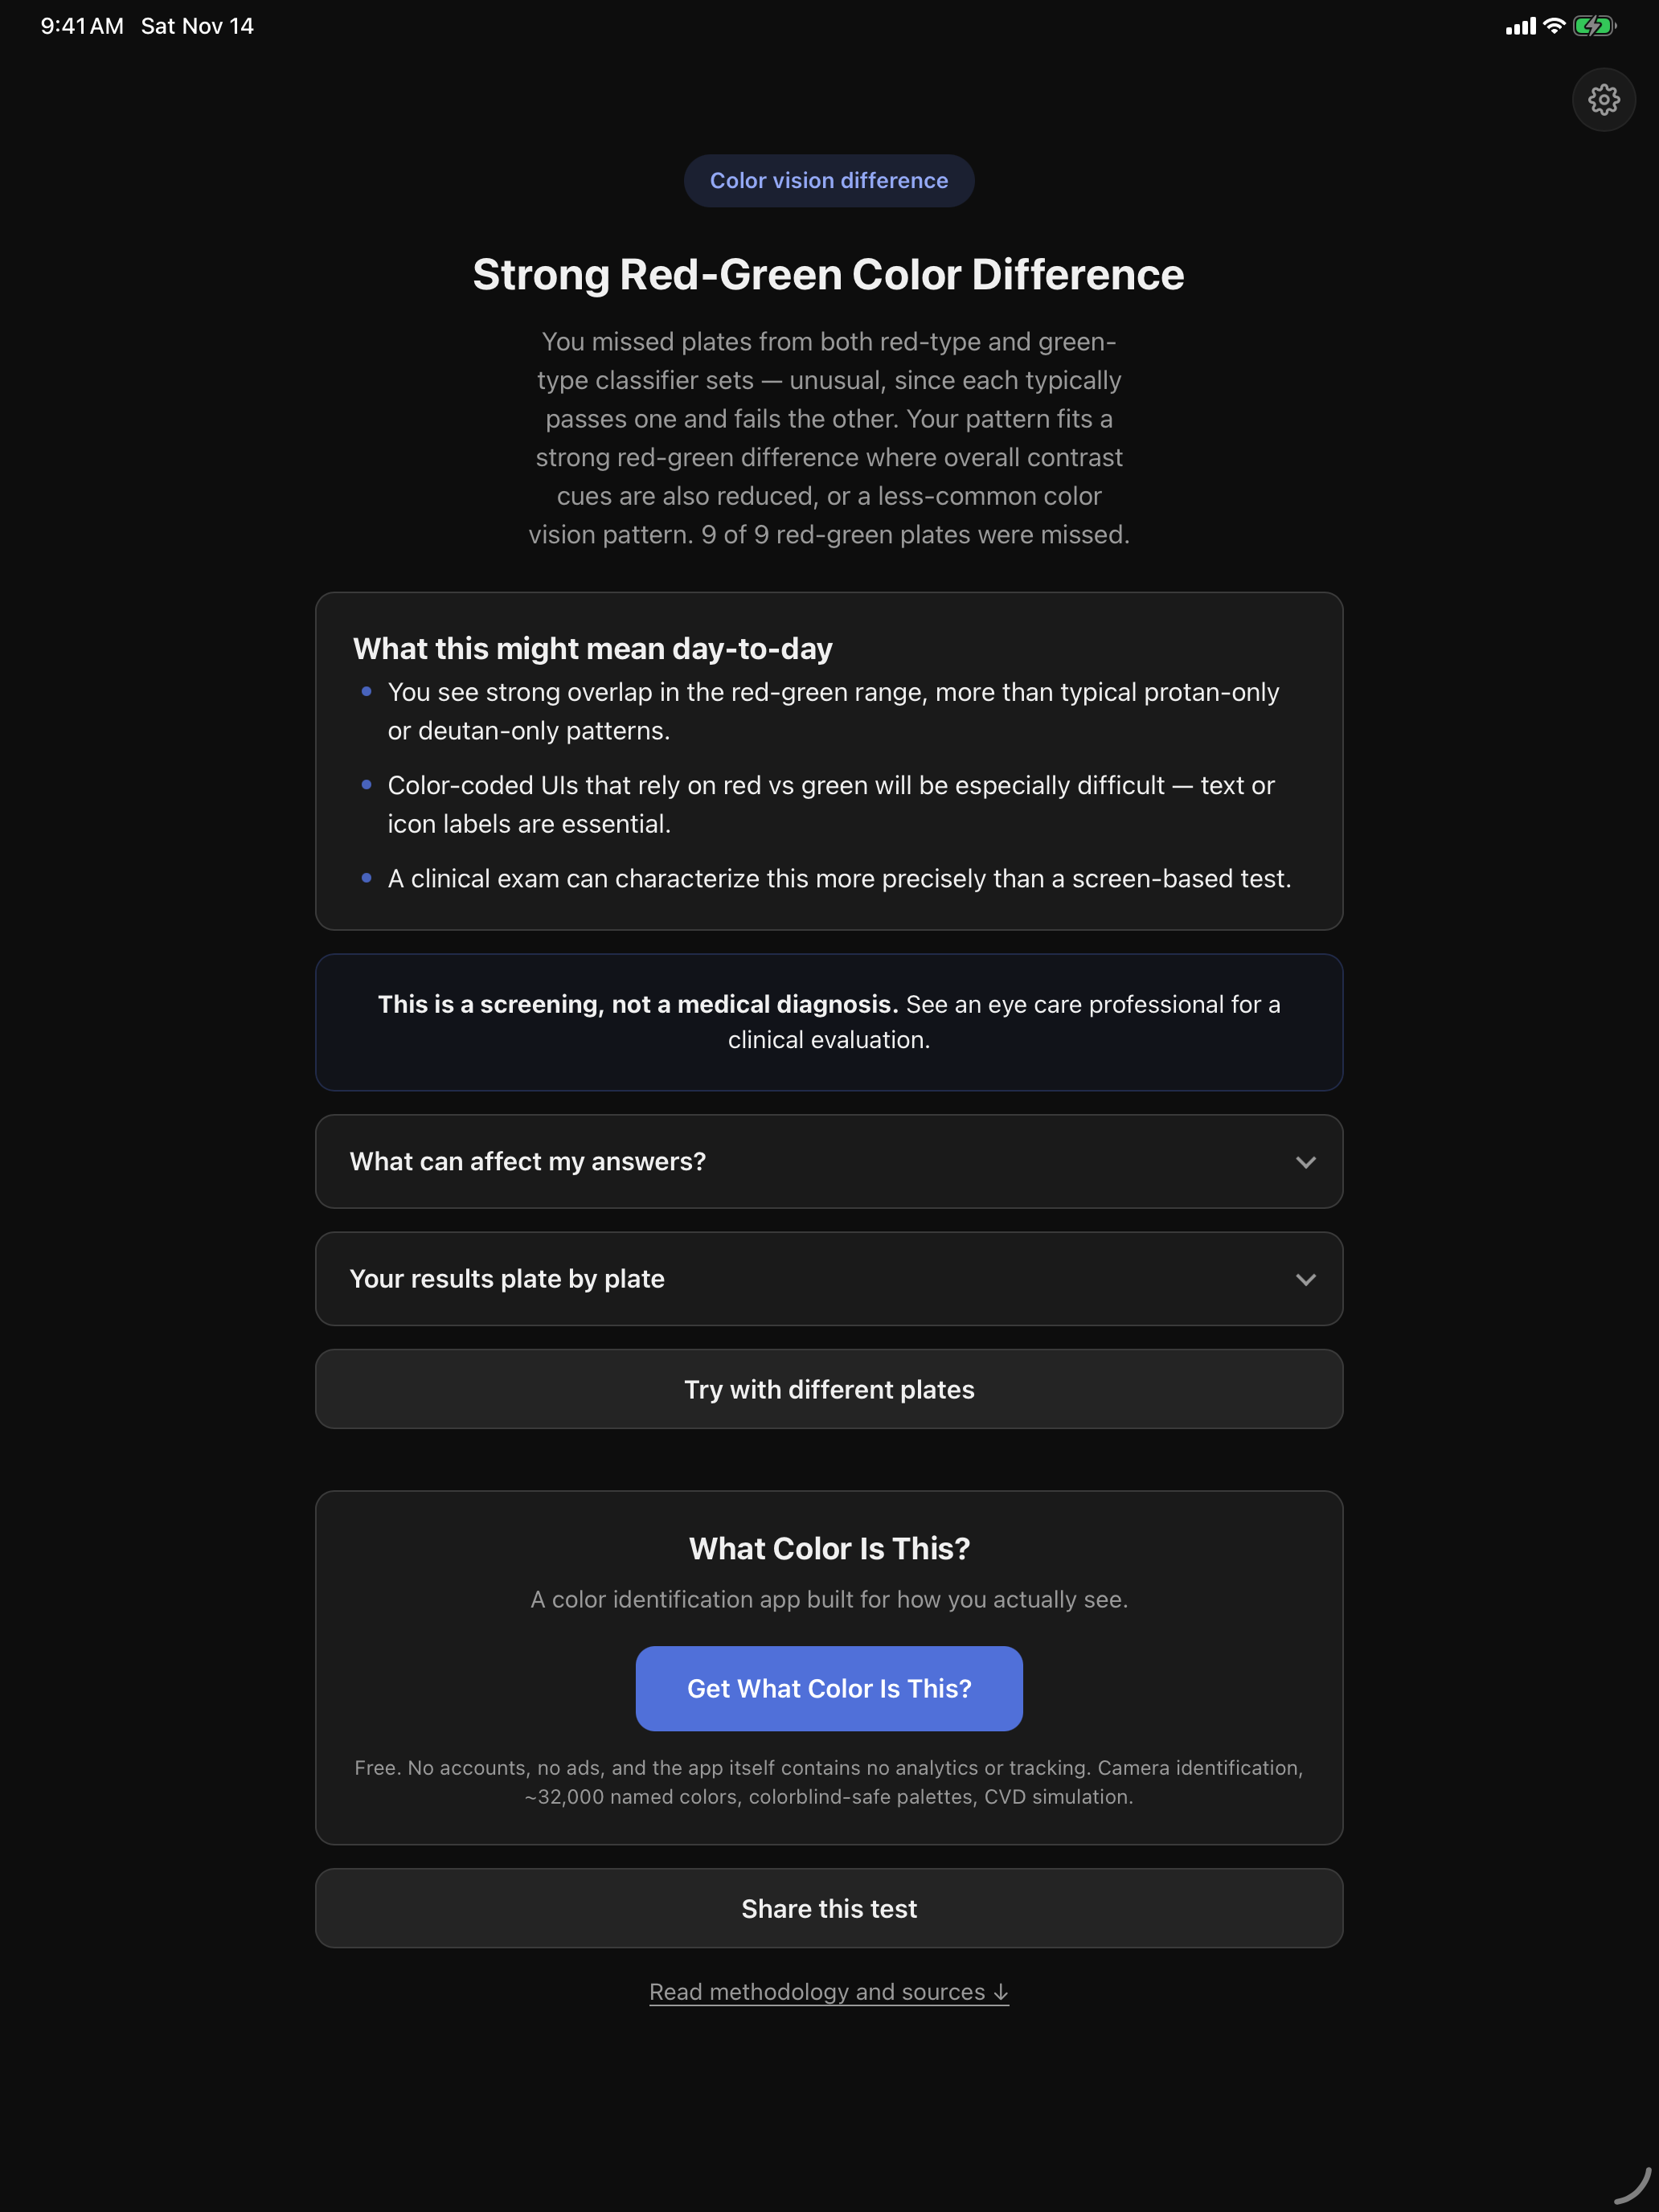 9:41 AM Sat Nov 14
Color vision difference
Strong Red-Green Color Difference
You missed plates from both red-type and green-
type classifier sets — unusual, since each typically
passes one and fails the other. Your pattern fits a
strong red-green difference where overall contrast
cues are also reduced, or a less-common color
vision pattern. 9 of 9 red-green plates were missed.
What this might mean day-to-day
You see strong overlap in the red-green range, more than typical protan-only
or deutan-only patterns.
Color-coded UIs that rely on red vs green will be especially difficult — text or
icon labels are essential.
A clinical exam can characterize this more precisely than a screen-based test.
This is a screening, not a medical diagnosis. See an eye care professional for a
clinical evaluation.
What can affect my answers?
Your results plate by plate
Try with different plates
What Color Is This?
A color identification app built for how you actually see.
Get What Color Is This?
Free. No accounts, no ads, and the app itself contains no analytics or tracking. Camera identification,
~32,000 named colors, colorblind-safe palettes, CVD simulation.
Share this test
Read methodology and sources ↓